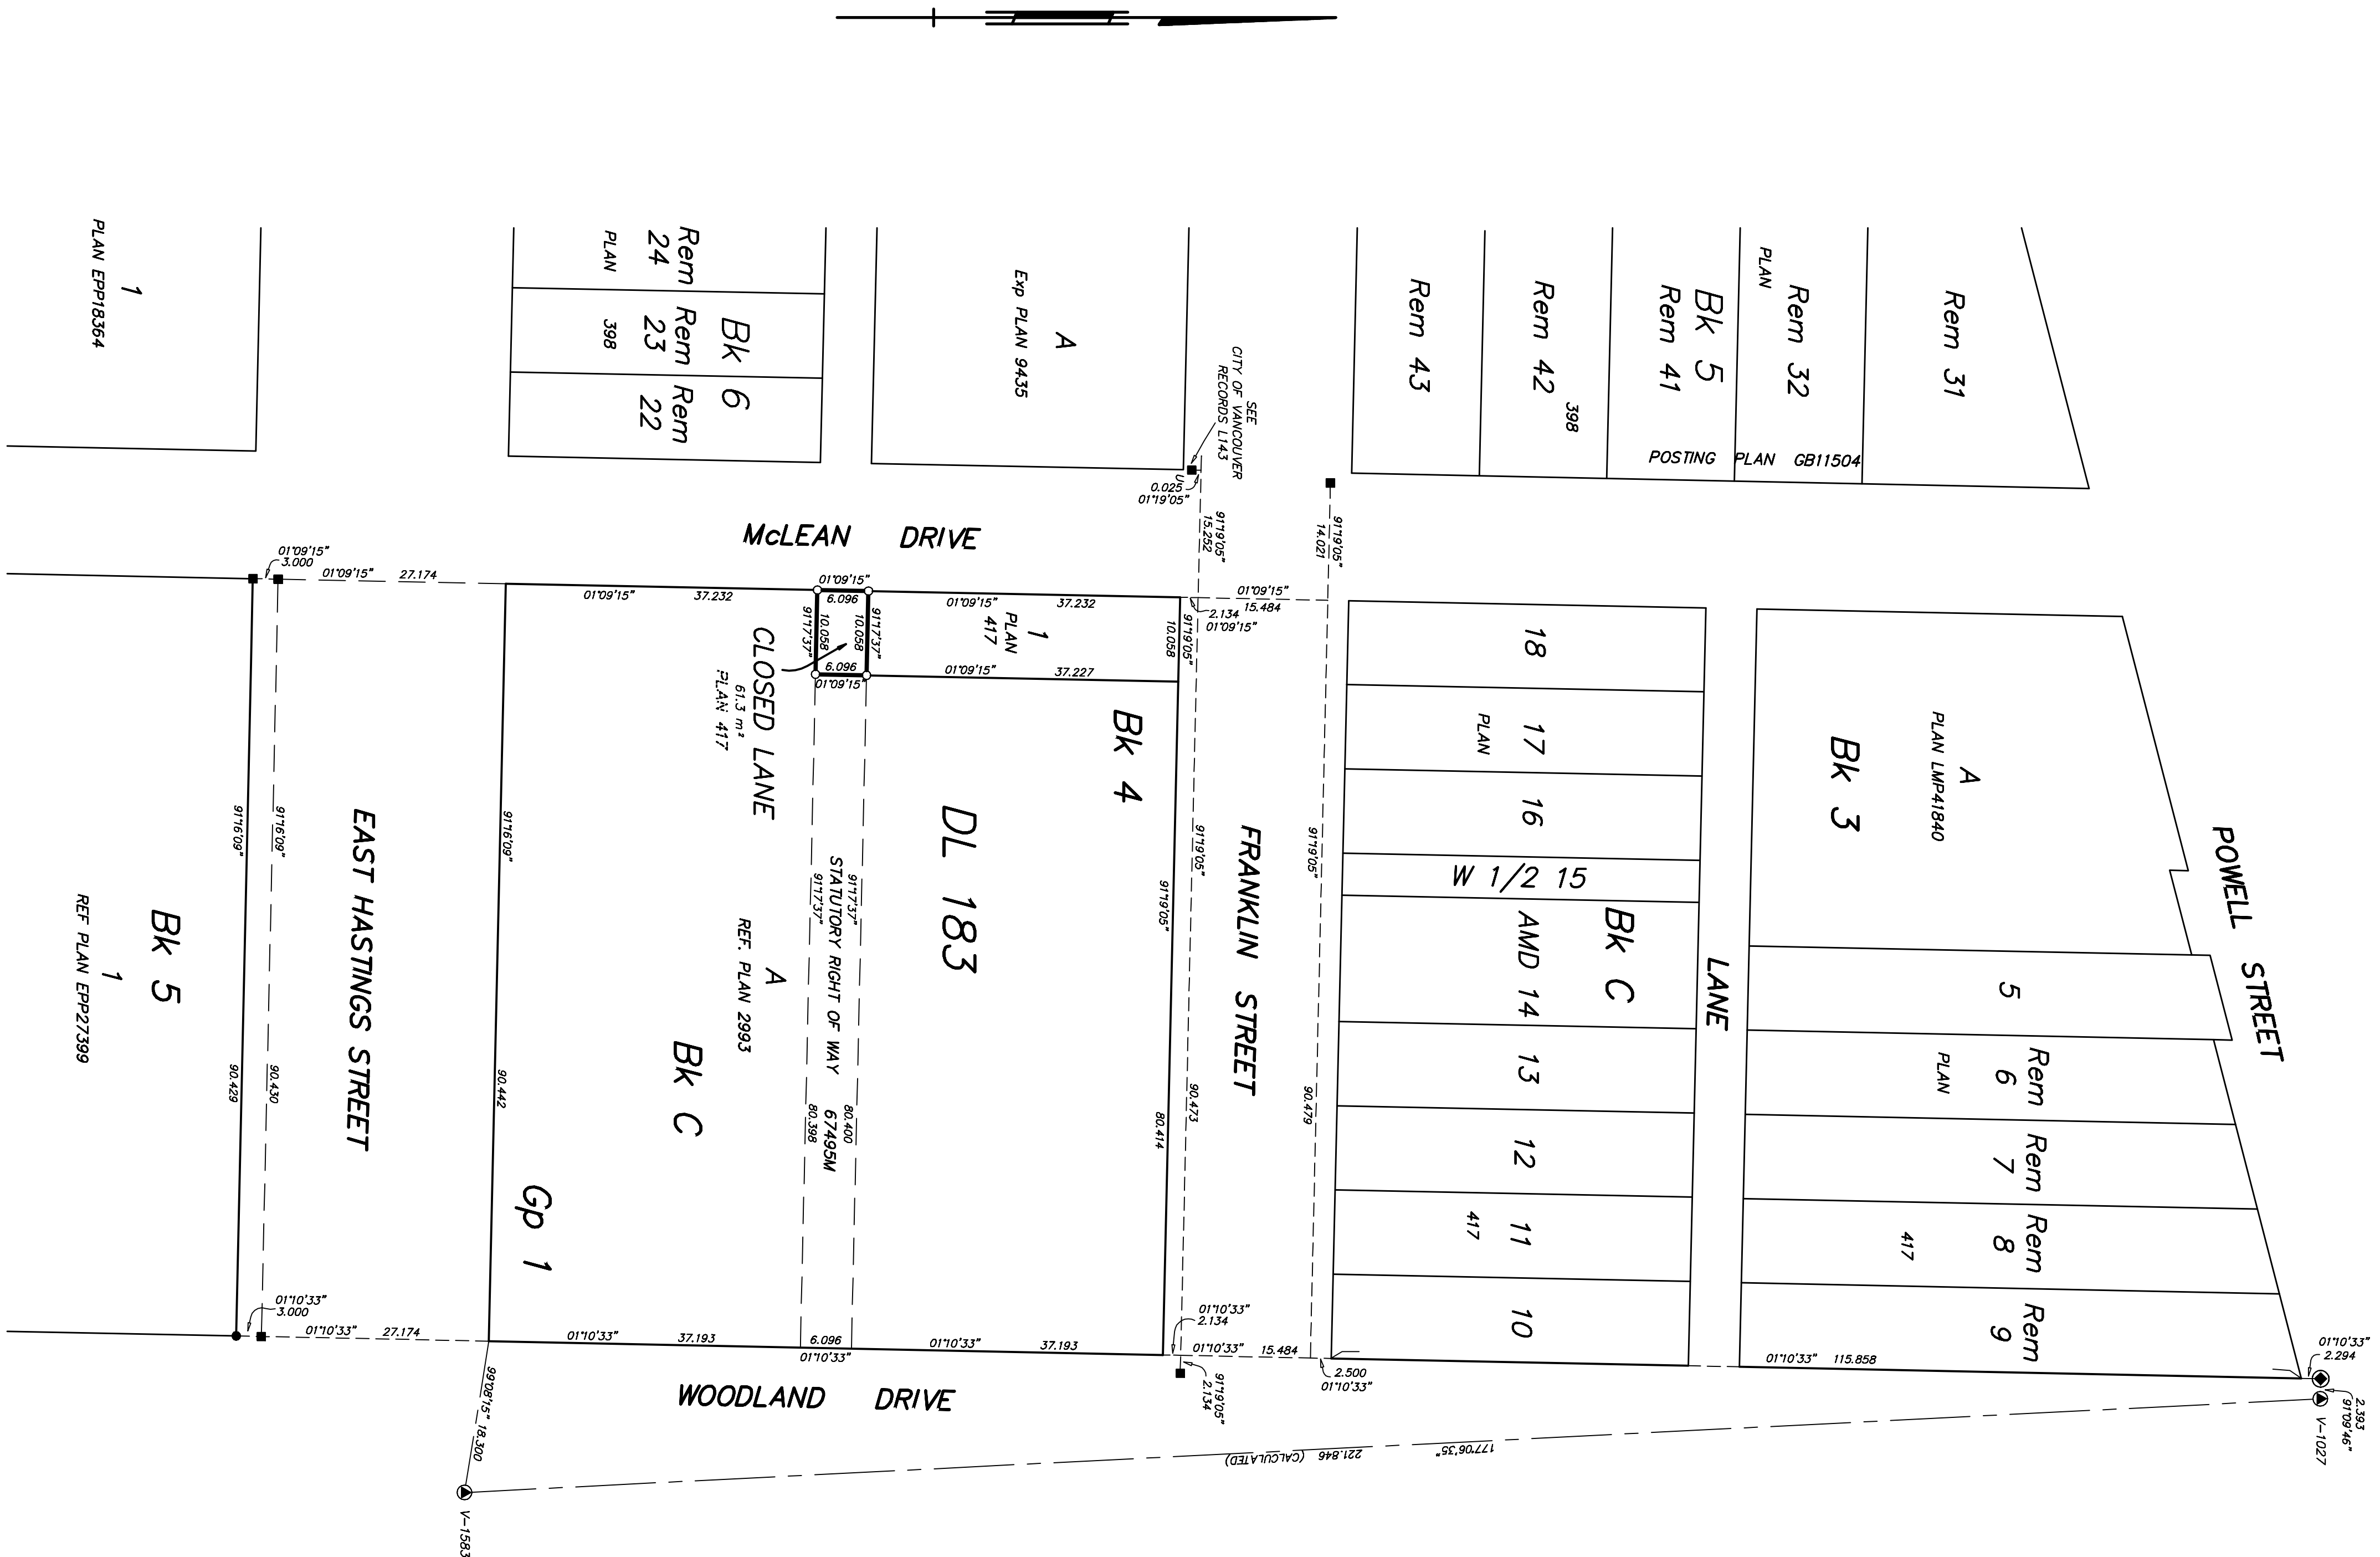 1
PLAN EPP18364
Rem
24
PLAN
Rem
23
398
Rem
22
Bk 6
A
Exp PLAN 9435
SEE
CITY OF VANCOUVER
RECORDS L143
U
0.025
01°19'05"
Rem 43
Rem 42
398
Bk 5
Rem 41
PLAN
Rem 32
Rem 31
POSTING PLAN GB11504
91°19'05"
15.252
91°19'05"
14.021
McLEAN DRIVE
01°09'15"
3.000
01°09'15" 27.174
01°09'15" 37.232
01°09'15"
6.096
01°09'15" 37.232
01°09'15"
15.484
2.134
01°09'15"
91°17'37"
10.058
10.058
91°17'37"
6.096
01°09'15"
1
PLAN
417
01°09'15" 37.227
10.058
91°19'05"
CLOSED LANE
61.3 m²
PLAN 417
Bk 4
DL 183
91°16'09"
90.429
91°16'09"
90.430
EAST HASTINGS STREET
91°16'09"
90.442
Bk 5
1
REF PLAN EPP27399
STATUTORY RIGHT OF WAY 67495M
91°17'37"
80.400
91°17'37"
80.398
A
REF. PLAN 2993
Bk C
Gp 1
91°19'05"
80.414
91°19'05"
90.473
FRANKLIN STREET
91°19'05"
90.479
18
17
PLAN
16
W 1/2 15
AMD 14
Bk C
13
12
11
417
10
LANE
A
PLAN LMP41840
Bk 3
POWELL STREET
5
Rem
6
PLAN
Rem
7
Rem
8
417
Rem
9
01°10'33"
3.000
01°10'33" 27.174
01°10'33" 37.193
6.096
01°10'33"
01°10'33" 37.193
01°10'33"
2.134
01°10'33" 15.484
91°19'05"
2.134
2.500
01°10'33"
01°10'33" 115.858
01°10'33"
2.294
2.393
91°09'46"
V-1027
WOODLAND DRIVE
99°08'15" 18.300
V-1583
177°06'35" 221.846 (CALCULATED)